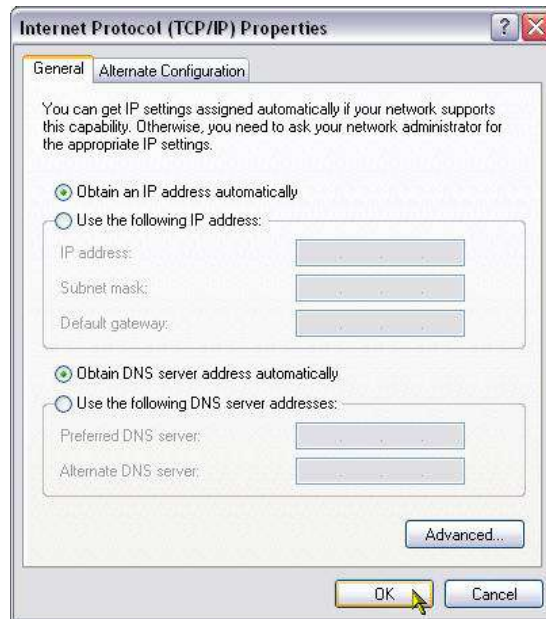 Internet Protocol (TCP/IP) Properties
General Alternate Configuration
You can get IP settings assigned automatically if your network supports
this capability. Otherwise, you need to ask your network administrator for
the appropriate IP settings.
Obtain an IP address automatically
Use the following IP address:
IP address:
Subnet mask:
Default gateway:
Obtain DNS server address automatically
Use the following DNS server addresses:
Preferred DNS server:
Alternate DNS server:
Advanced...
OK Cancel